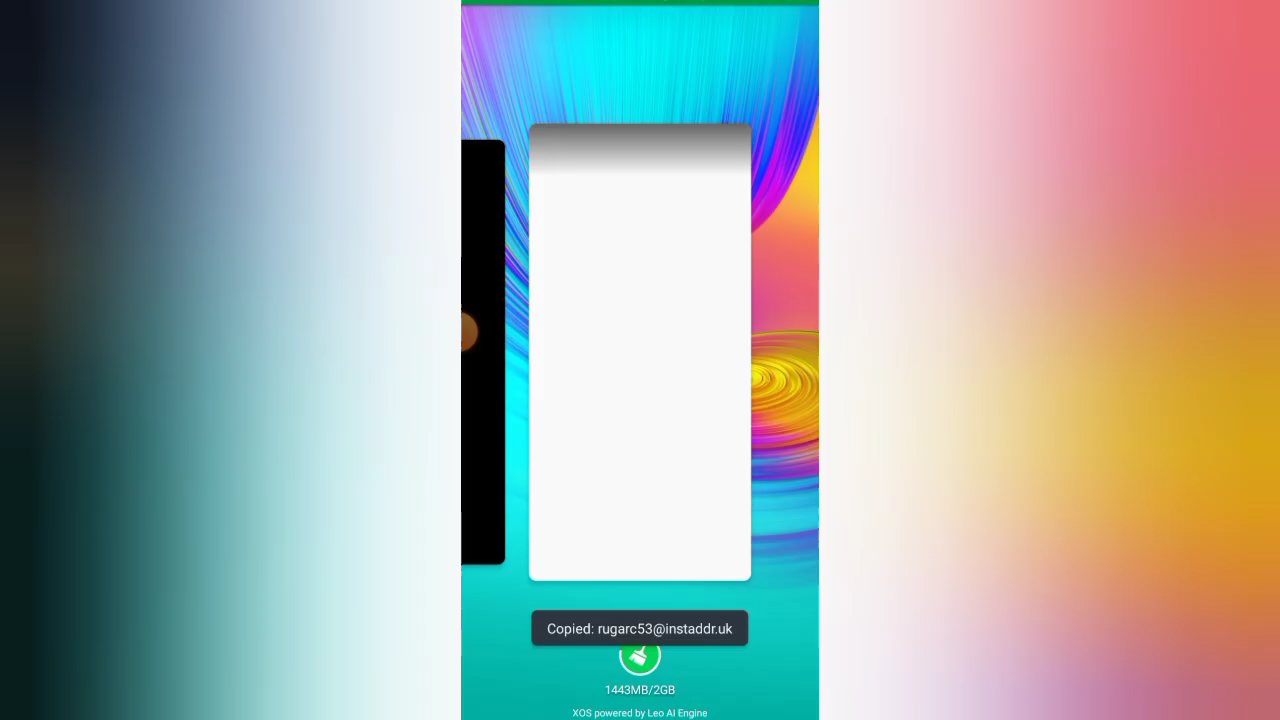 Copied: rugarc53@instaddr.uk
1443MB/2GB
XOS powered by Leo AI Engine